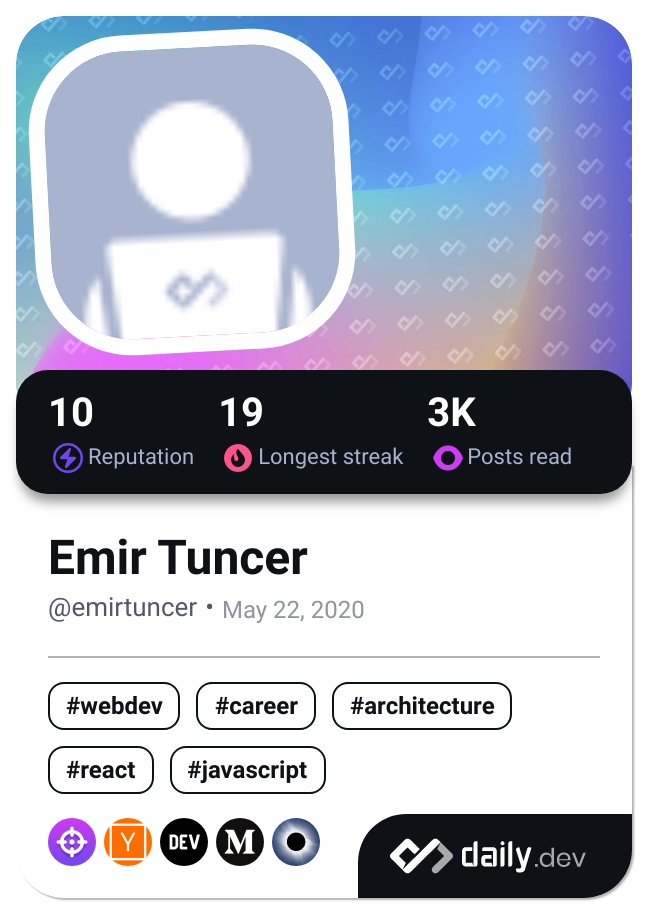 10 19 3K
Reputation Longest streak Posts read
Emir Tuncer
@emirtuncer • May 22, 2020
#webdev #career #architecture
#react #javascript
Y DEV M daily.dev